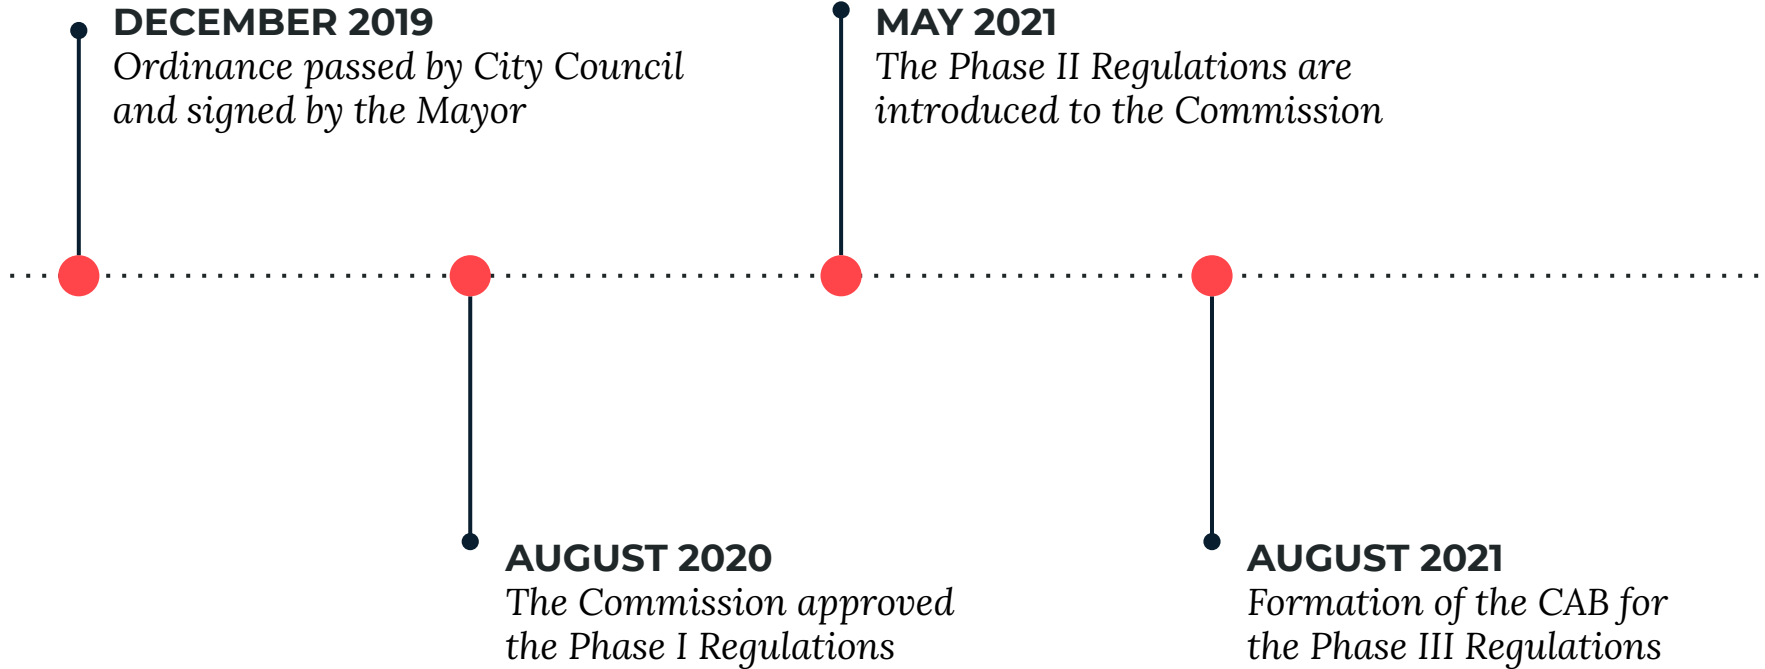 DECEMBER 2019
Ordinance passed by City Council
and signed by the Mayor
AUGUST 2020
The Commission approved
the Phase I Regulations
MAY 2021
The Phase II Regulations are
introduced to the Commission
AUGUST 2021
Formation of the CAB for
the Phase III Regulations